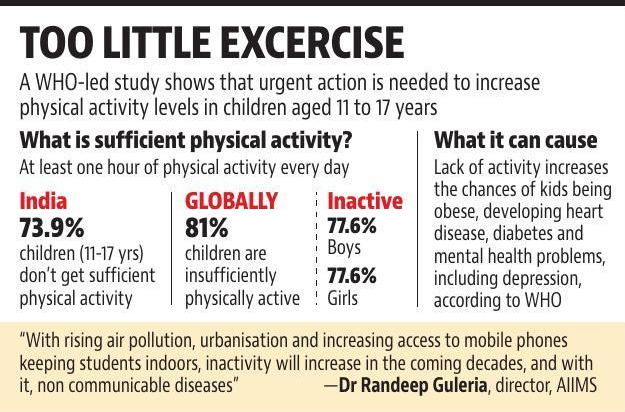 TOO LITTLE EXCERCISE
A WHO-led study shows that urgent action is needed to increase
physical activity levels in children aged 11 to 17 years
What is sufficient physical activity?
At least one hour of physical activity every day
India
73.9%
children (11-17 yrs)
don't get sufficient
physical activity
GLOBALLY
81%
children are
insufficiently
physically active
Inactive
77.6%
Boys
77.6%
Girls
What it can cause
Lack of activity increases
the chances of kids being
obese, developing heart
disease, diabetes and
mental health problems,
including depression,
according to WHO
“With rising air pollution, urbanisation and increasing access to mobile phones
keeping students indoors, inactivity will increase in the coming decades, and with
it, non communicable diseases” —Dr Randeep Guleria, director, AIIMS